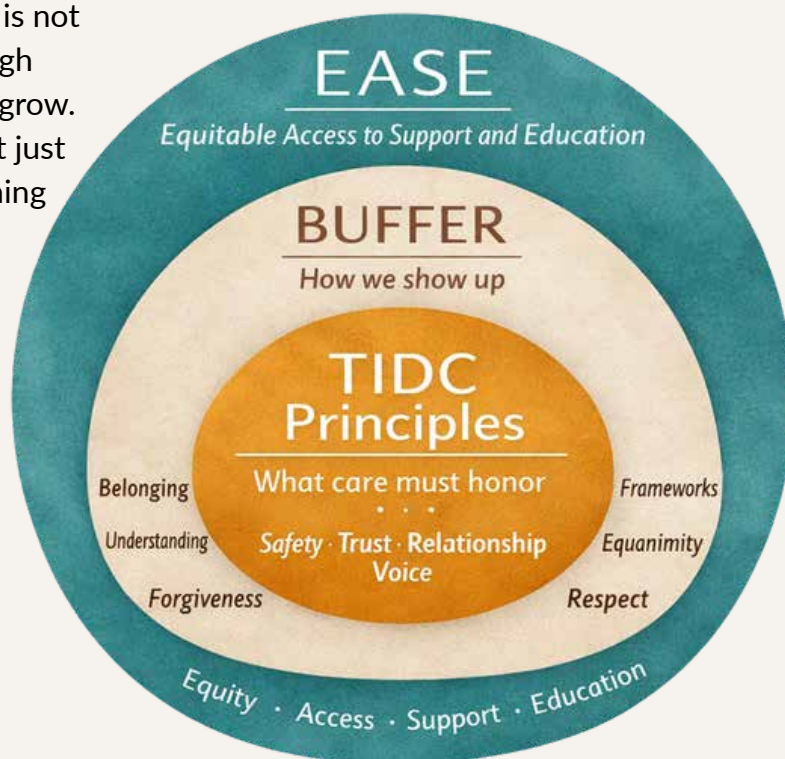 is not
gh
grow.
t just
ning
EASE
Equitable Access to Support and Education
BUFFER
How we show up
TIDC
Principles
What care must honor
· · ·
Safety · Trust · Relationship
Voice
Belonging
Understanding
Forgiveness
Frameworks
Equanimity
Respect
Equity · Access · Support · Education